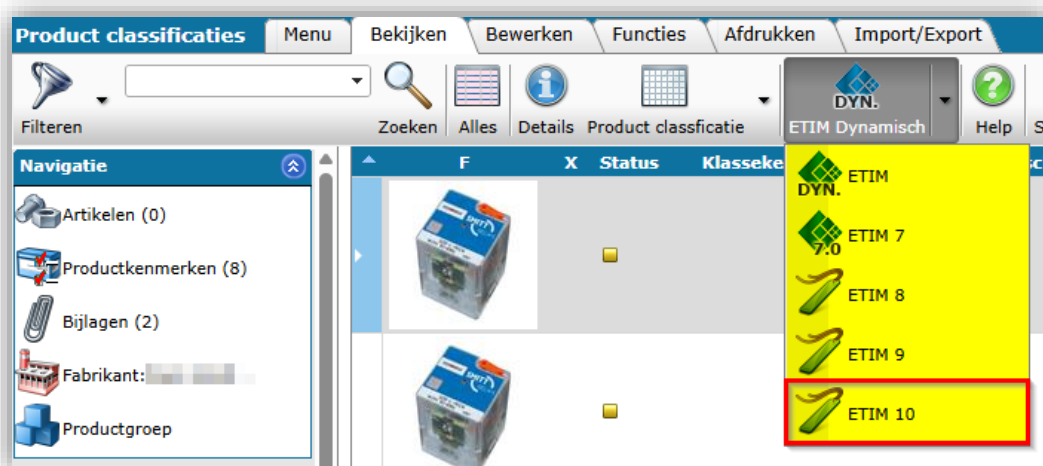 Product classificaties Menu Bekijken Bewerken Functies Afdrukken Import/Export
DYN.
Filteren Zoeken Alles Details Product classficatie ETIM Dynamisch Help S
Navigatie F X Status Klasseke
Artikelen (0)
Productkenmerken (8)
Bijlagen (2)
Fabrikant:
Productgroep
ETIM
DYN.
ETIM 7
7.0
ETIM 8
ETIM 9
ETIM 10